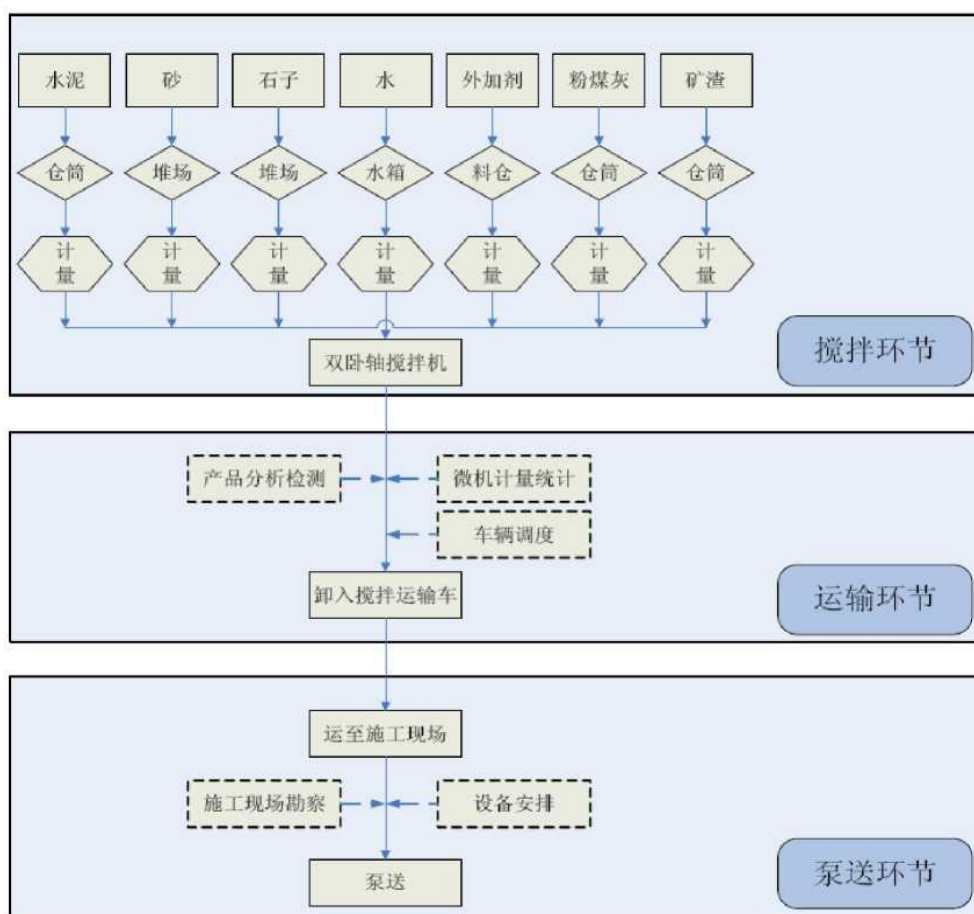 水泥 砂 石子 水 外加剂 粉煤灰 矿渣
仓筒 堆场 堆场 水箱 料仓 仓筒 仓筒
计 计 计 计 计 计 计
量 量 量 量 量 量 量
双卧轴搅拌机
搅拌环节
产品分析检测 微机计量统计
车辆调度
卸入搅拌运输车
运输环节
运至施工现场
施工现场勘察 设备安排
泵送
泵送环节